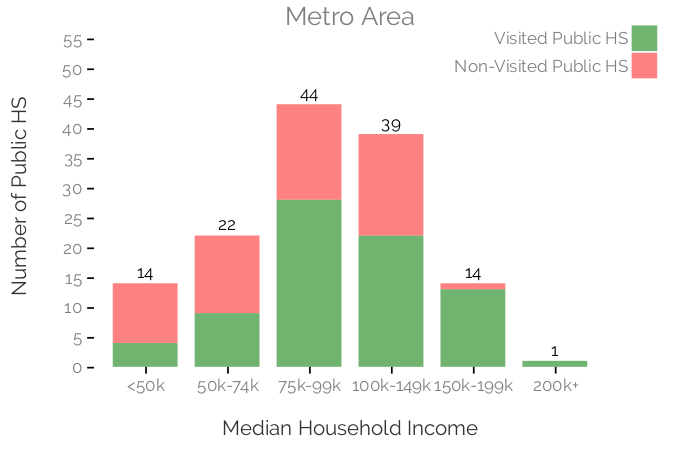 Metro Area
Visited Public HS
Non-Visited Public HS
Number of Public HS
55
50
45
40
35
30
25
20
15
10
5
0
14
22
44
39
14
1
<50k
50k-74k
75k-99k
100k-149k
150k-199k
200k+
Median Household Income